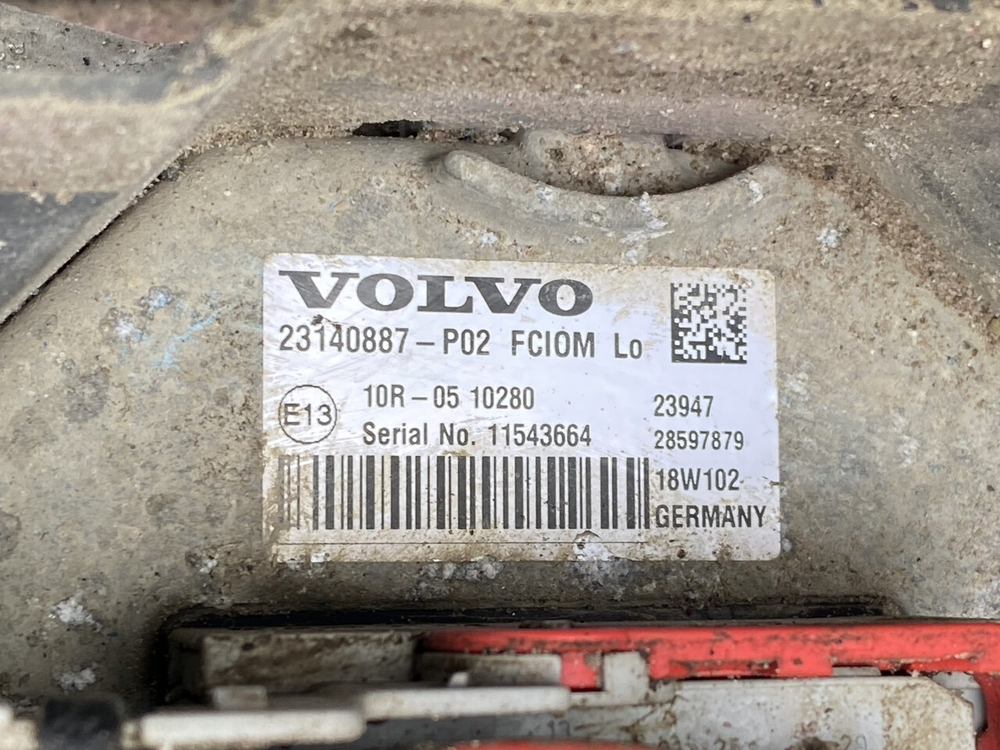 VOLVO
23140887-P02 FCIOM Lo
E13
10R-05 10280
23947
Serial No. 11543664
28597879
18W102
GERMANY